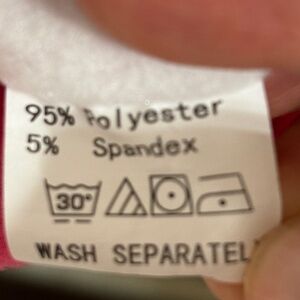 95% Polyester
5% Spandex
30°
WASH SEPARATEL